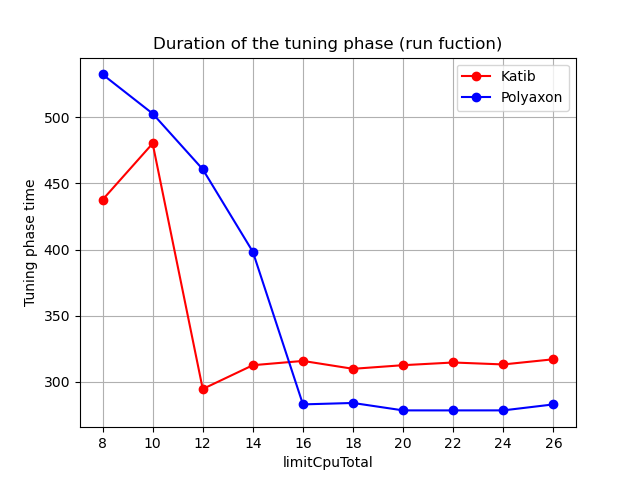 Duration of the tuning phase (run fuction)
Katib
Polyaxon
Tuning phase time
500
450
400
350
300
8 10 12 14 16 18 20 22 24 26
limitCpuTotal